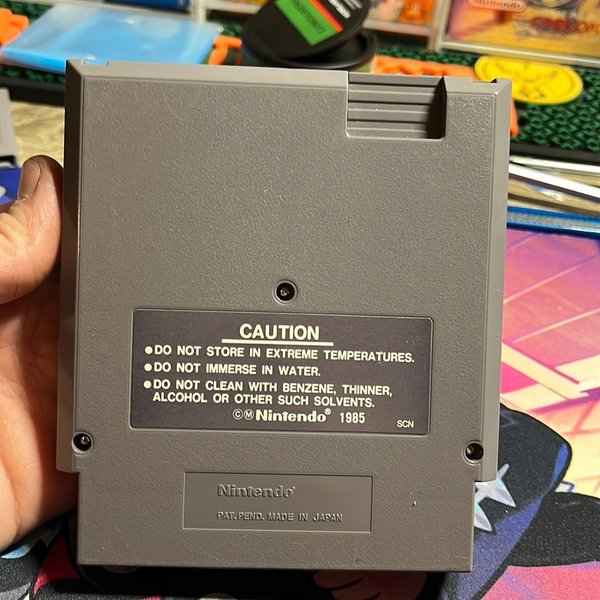 Nintendo
CAUTION
●DO NOT STORE IN EXTREME TEMPERATURES.
●DO NOT IMMERSE IN WATER.
●DO NOT CLEAN WITH BENZENE, THINNER,
ALCOHOL OR OTHER SUCH SOLVENTS.
©Ⓜ Nintendo® 1985
SCN
Nintendo®
PAT. PEND. MADE IN JAPAN